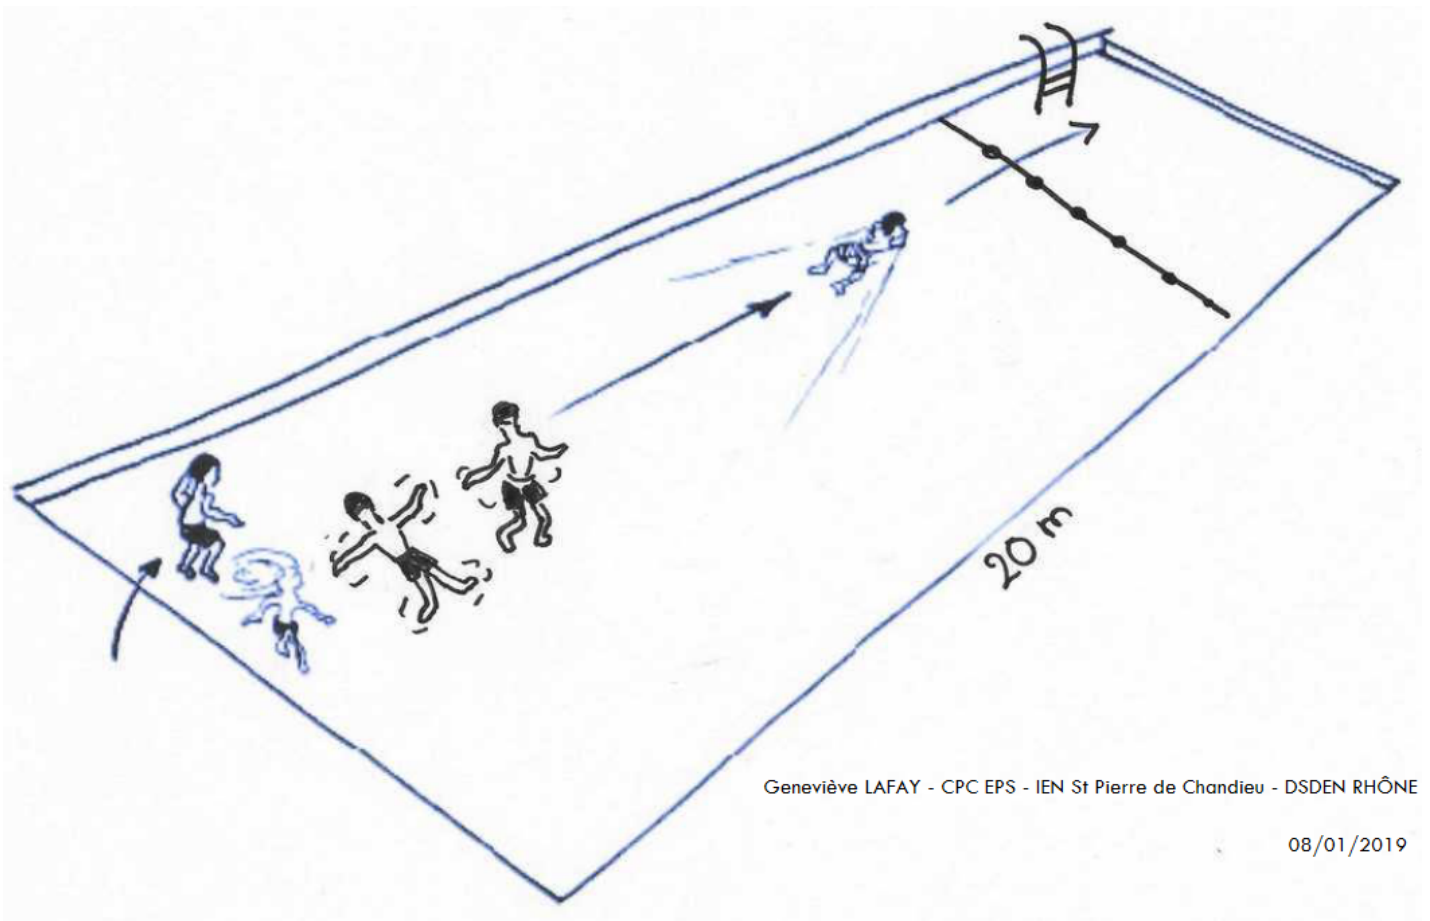 20 m
Geneviève LAFAY - CPC EPS - IEN St Pierre de Chandieu - DSDEN RHÔNE
08/01/2019